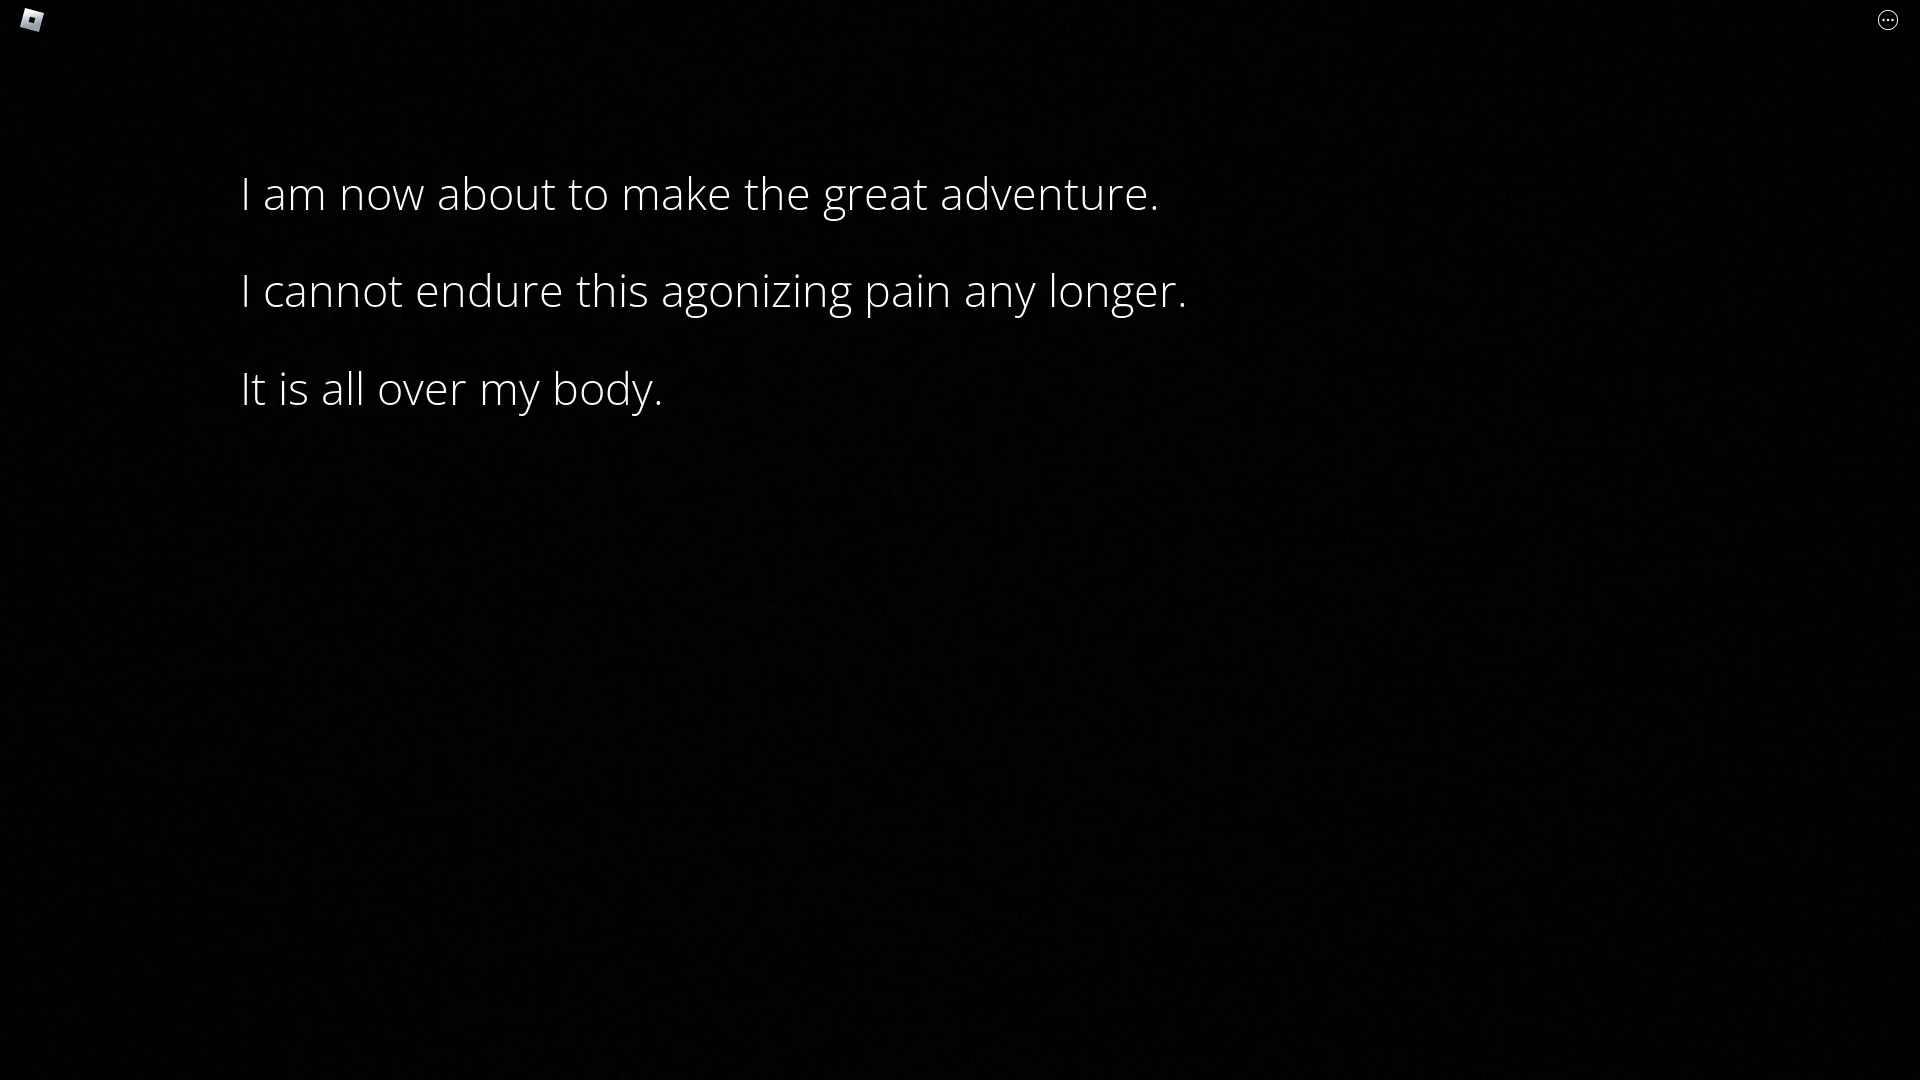 I am now about to make the great adventure.
I cannot endure this agonizing pain any longer.
It is all over my body.